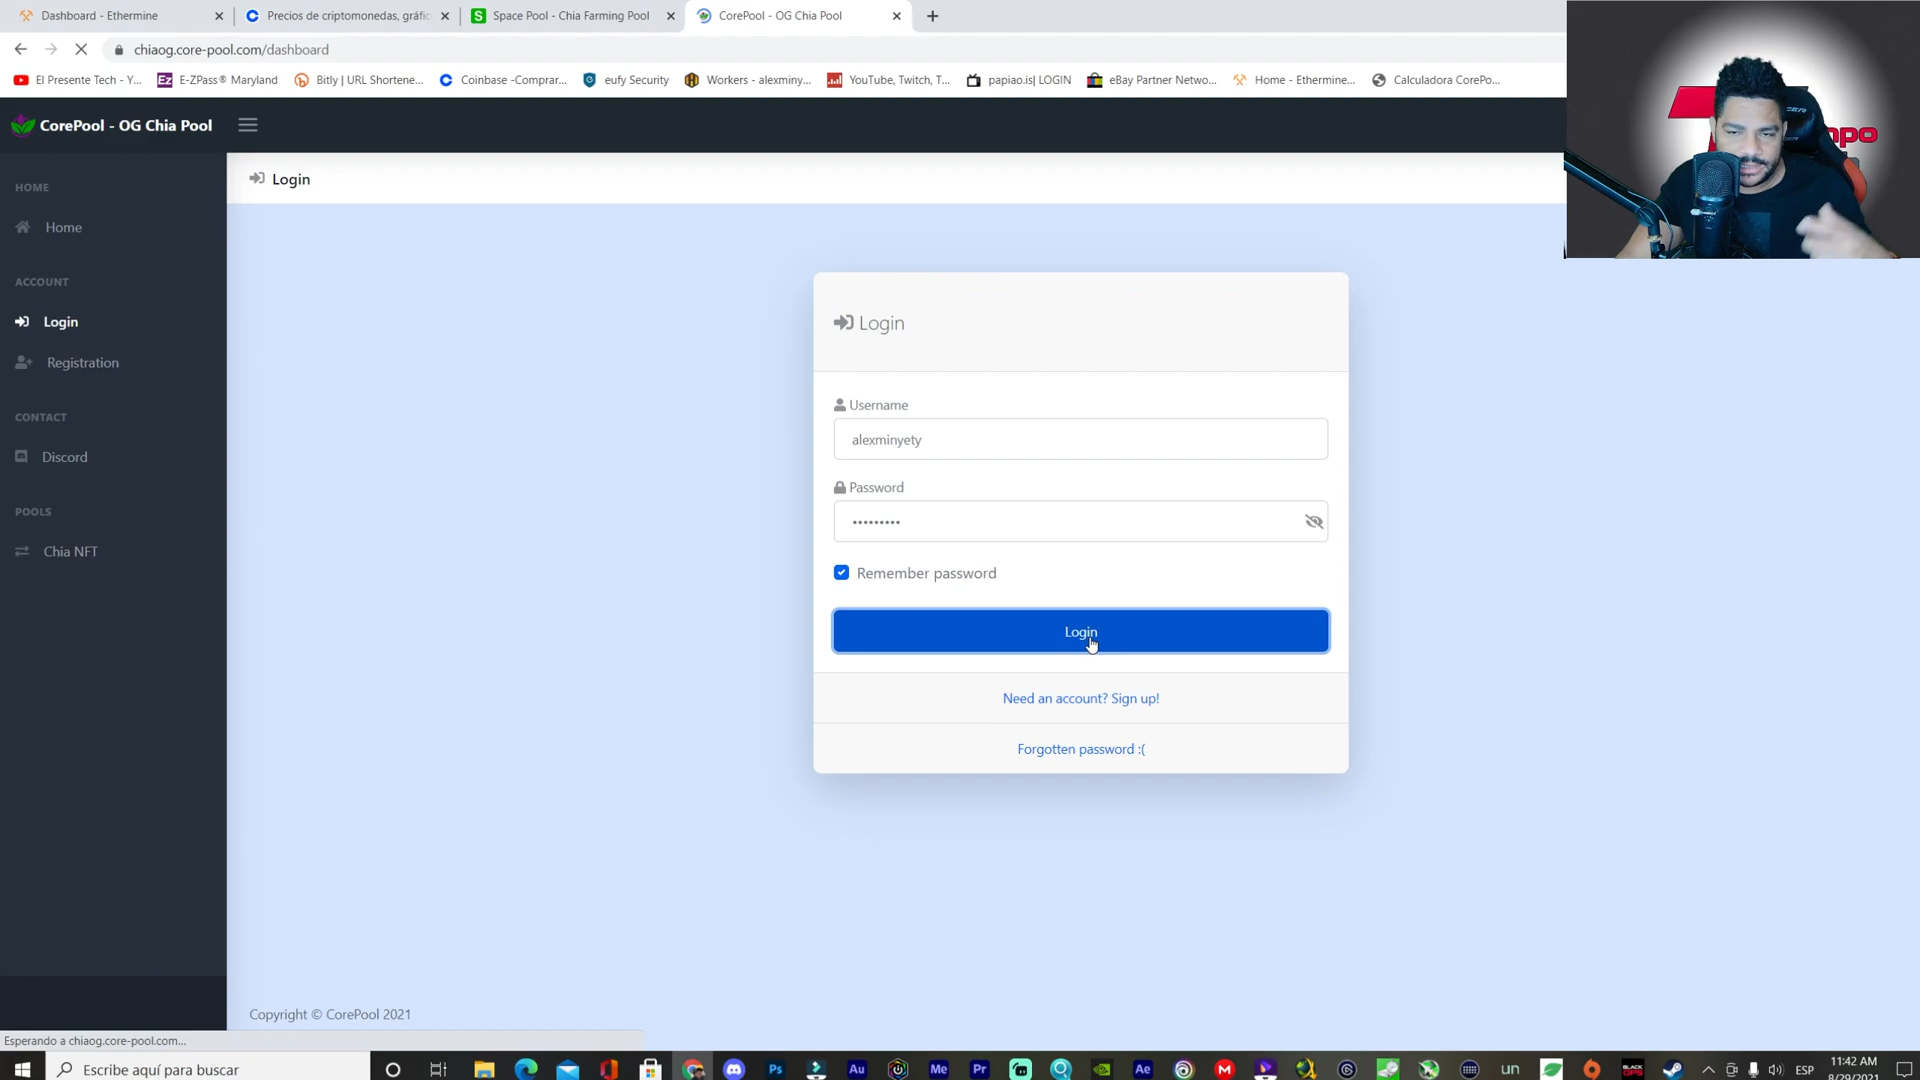 Dashboard - Ethermine
Precios de criptomonedas, gráfic
Space Pool - Chia Farming Pool
CorePool - OG Chia Pool
chiaog.core-pool.com/dashboard
El Presente Tech - Y...
E-ZPass® Maryland
Bitly | URL Shortene...
Coinbase -Comprar...
eufy Security
Workers - alexminy...
YouTube, Twitch, T...
papiao.is| LOGIN
eBay Partner Netwo...
Home - Ethermine...
Calculadora CorePo...
CorePool - OG Chia Pool
HOME
Home
ACCOUNT
Login
Registration
CONTACT
Discord
POOLS
Chia NFT
Login
Login
Username
alexminyety
Password
•••••••••
Remember password
Login
Need an account? Sign up!
Forgotten password :(
Copyright © CorePool 2021
Esperando a chiaog.core-pool.com...
Escribe aquí para buscar
ESP
11:42 AM
8/29/2021